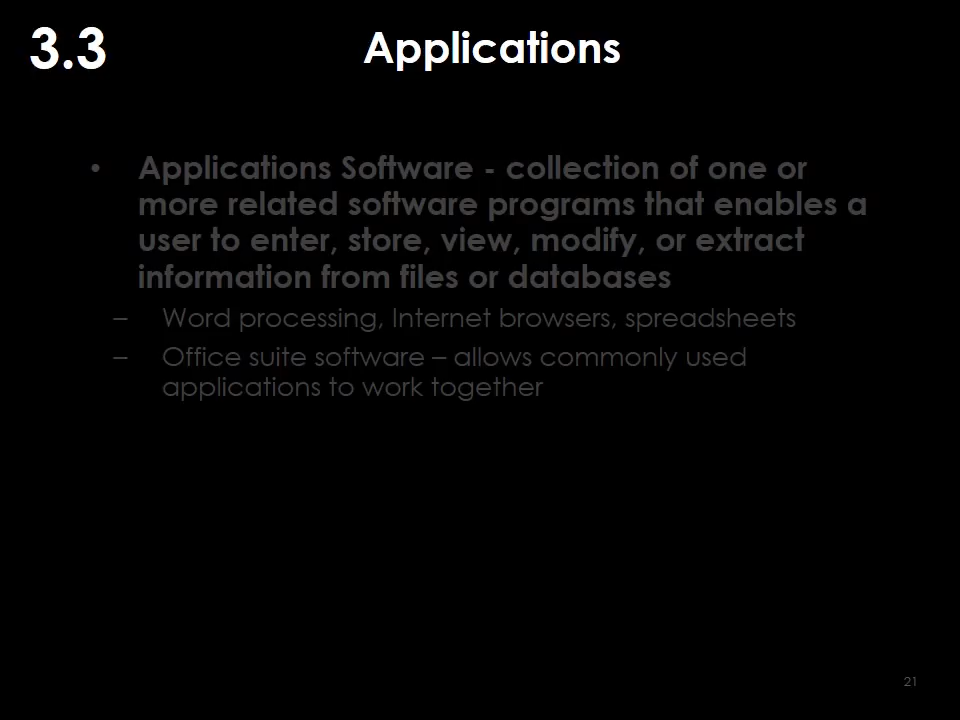 3.3
Applications
• Applications Software - collection of one or
more related software programs that enables a
user to enter, store, view, modify, or extract
information from files or databases
– Word processing, Internet browsers, spreadsheets
– Office suite software – allows commonly used
applications to work together
21